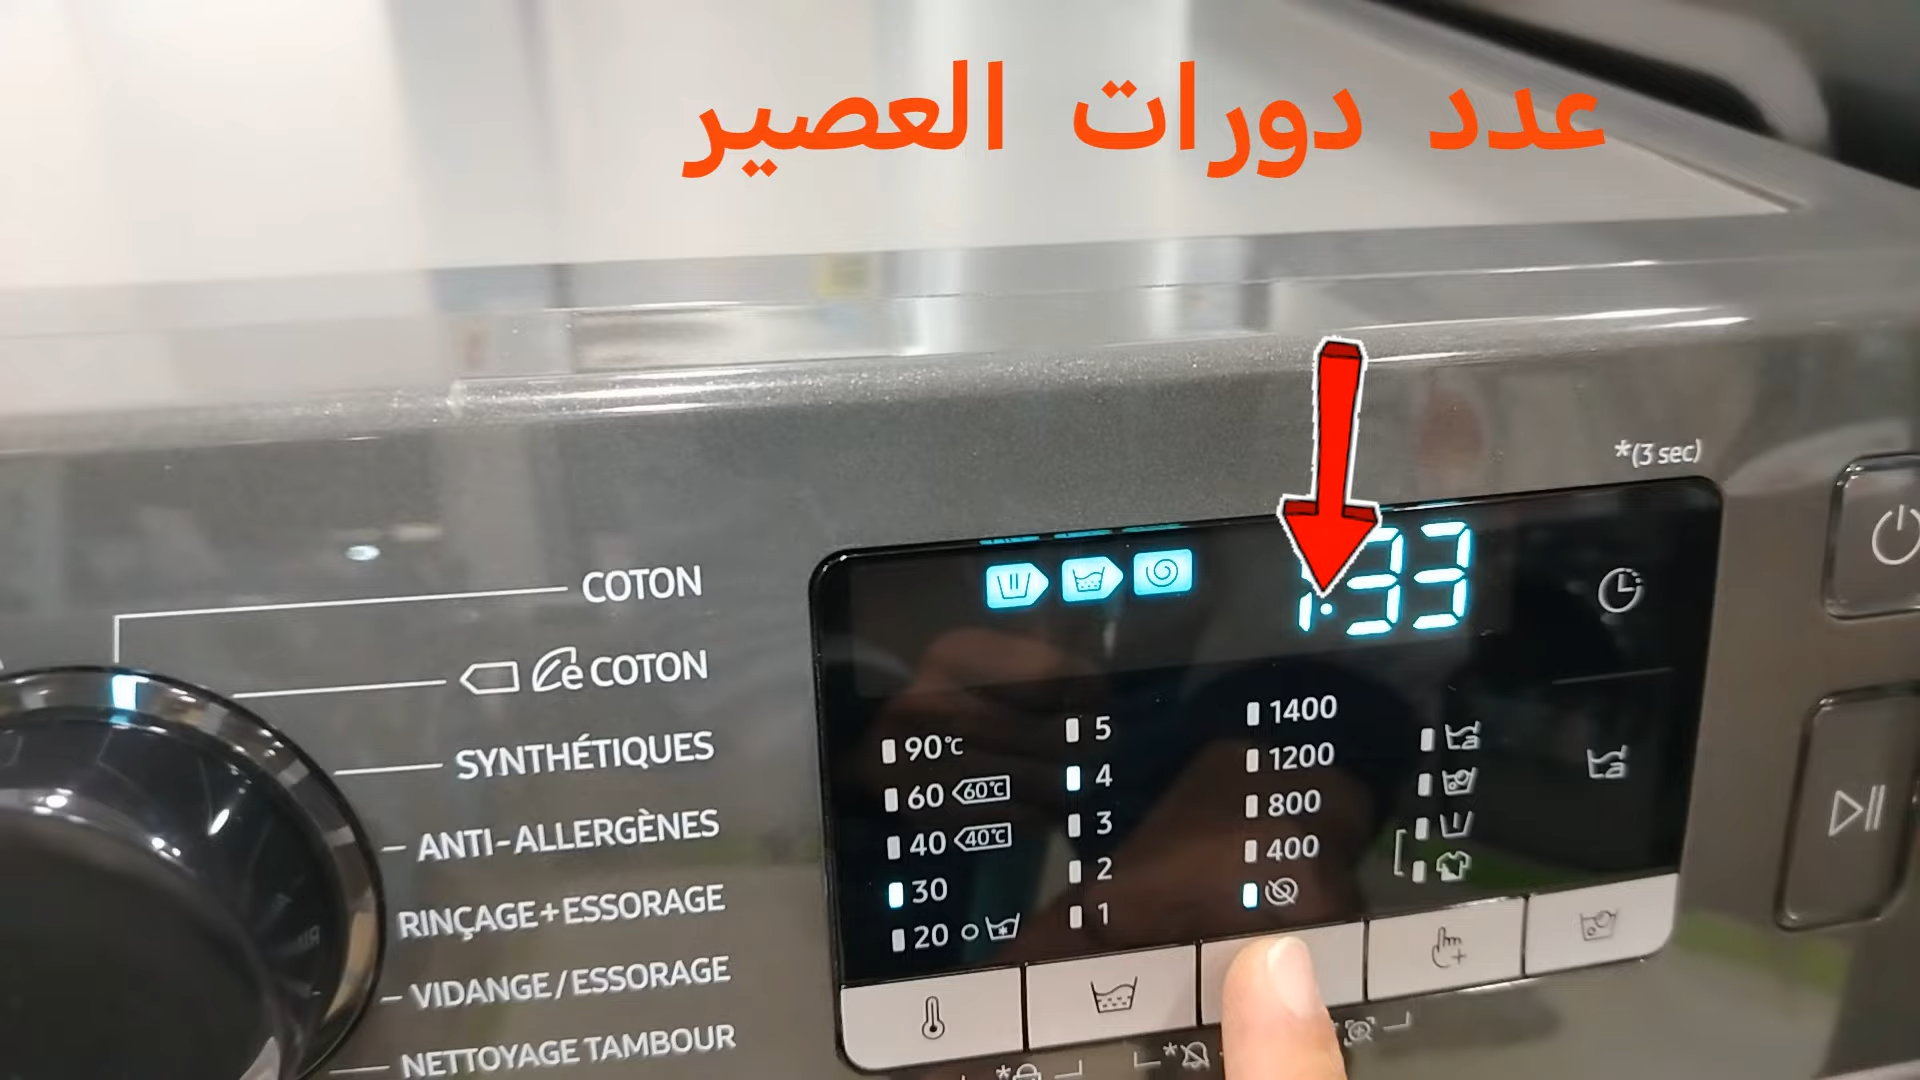 عدد دورات العصير
*(3 sec)
COTON
e COTON
SYNTHÉTIQUES
ANTI-ALLERGÈNES
RINÇAGE+ESSORAGE
VIDANGE/ESSORAGE
NETTOYAGE TAMBOUR
1:33
90°C
60 60°C
40 40°C
30
20
5
4
3
2
1
1400
1200
800
400